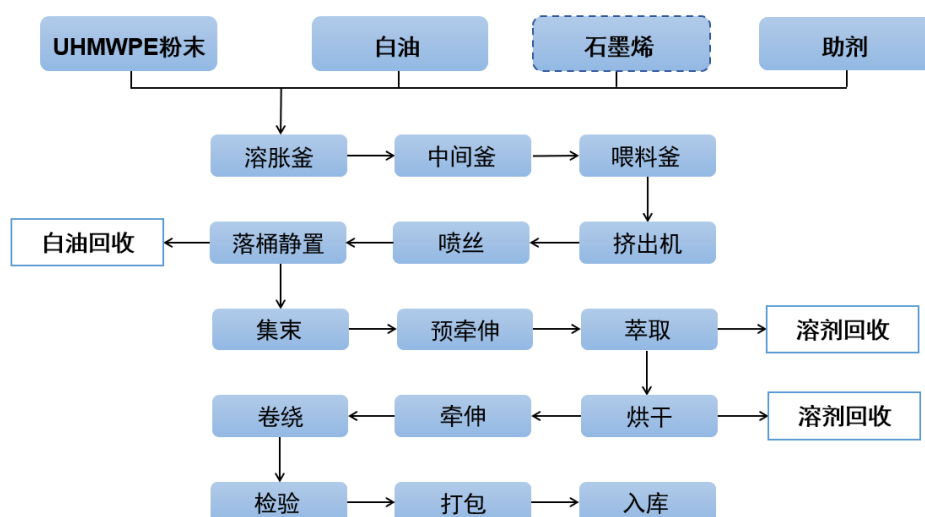 UHMWPE粉末
白油
石墨烯
助剂
溶胀釜
中间釜
喂料釜
白油回收
落桶静置
喷丝
挤出机
集束
预牵伸
萃取
溶剂回收
卷绕
牵伸
烘干
溶剂回收
检验
打包
入库